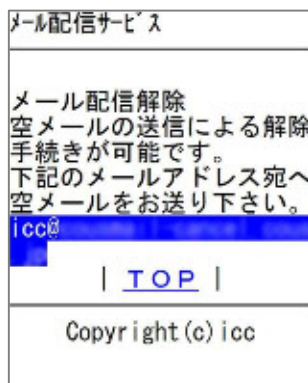 ﾒｰﾙ配信ｻｰﾋﾞｽ
メール配信解除
空メールの送信による解除
手続きが可能です。
下記のメールアドレス宛へ
空メールをお送り下さい。
icc@
| TOP |
Copyright(c)icc